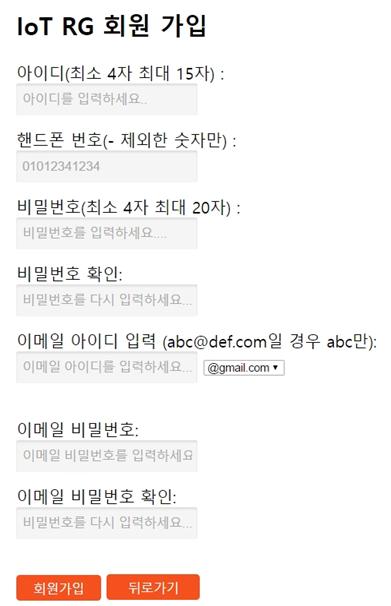 IoT RG 회원 가입
아이디(최소 4자 최대 15자) :
아이디를 입력하세요..
핸드폰 번호(- 제외한 숫자만) :
01012341234
비밀번호(최소 4자 최대 20자) :
비밀번호를 입력하세요....
비밀번호 확인:
비밀번호를 다시 입력하세요...
이메일 아이디 입력 (abc@def.com일 경우 abc만):
이메일 아이디를 입력하세요... @gmail.com
이메일 비밀번호:
이메일 비밀번호를 입력하세요
이메일 비밀번호 확인:
비밀번호를 다시 입력하세요...
회원가입 뒤로가기